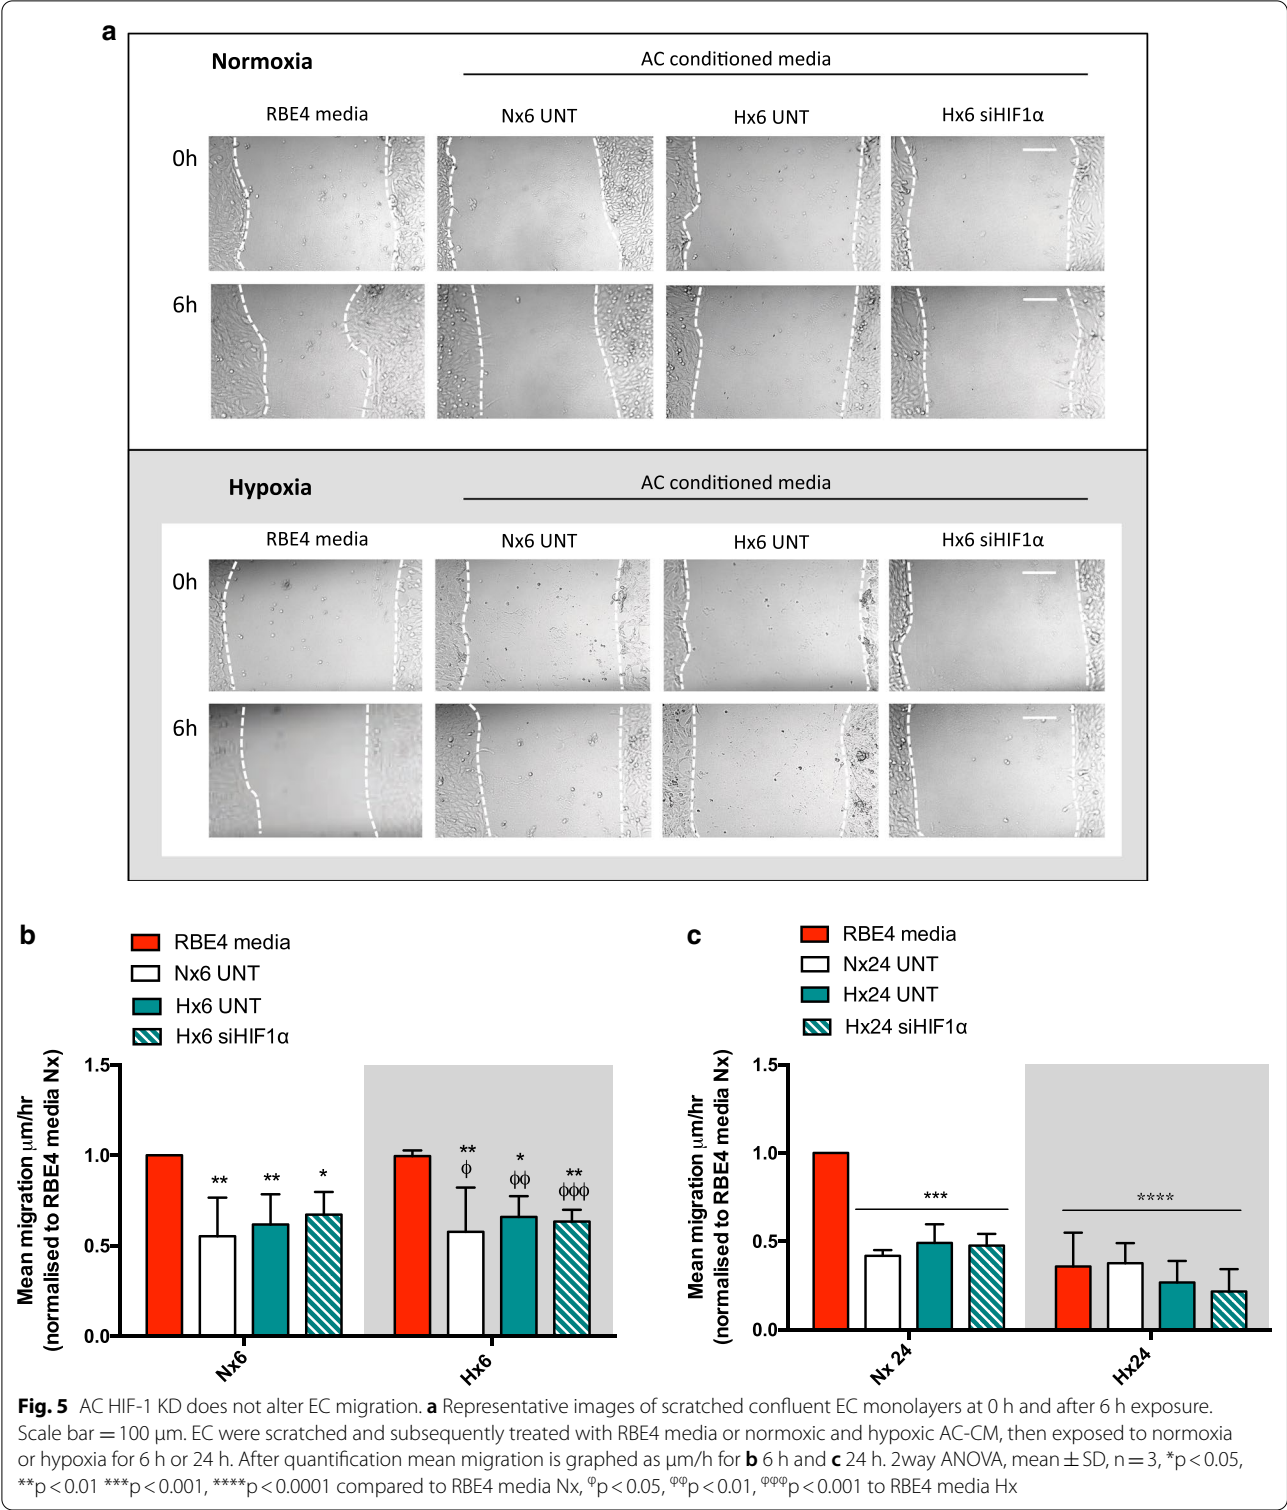 a
Normoxia
AC conditioned media
RBE4 media
Nx6 UNT
Hx6 UNT
Hx6 siHIF1α
0h
6h
Hypoxia
AC conditioned media
RBE4 media
Nx6 UNT
Hx6 UNT
Hx6 siHIF1α
0h
6h
b
RBE4 media
Nx6 UNT
Hx6 UNT
Hx6 siHIF1α
Mean migration μm/hr
(normalised to RBE4 media Nx)
1.5
1.0
0.5
0.0
** ** *
** * **
ϕ ϕϕ ϕϕϕ
Nx6
Hx6
c
RBE4 media
Nx24 UNT
Hx24 UNT
Hx24 siHIF1α
Mean migration μm/hr
(normalised to RBE4 media Nx)
1.5
1.0
0.5
0.0
***
****
Nx 24
Hx24
Fig. 5 AC HIF-1 KD does not alter EC migration. a Representative images of scratched confluent EC monolayers at 0 h and after 6 h exposure.
Scale bar = 100 μm. EC were scratched and subsequently treated with RBE4 media or normoxic and hypoxic AC-CM, then exposed to normoxia
or hypoxia for 6 h or 24 h. After quantification mean migration is graphed as μm/h for b 6 h and c 24 h. 2way ANOVA, mean ± SD, n = 3, *p < 0.05,
**p < 0.01 ***p < 0.001, ****p < 0.0001 compared to RBE4 media Nx, φp < 0.05, φφp < 0.01, φφφp < 0.001 to RBE4 media Hx